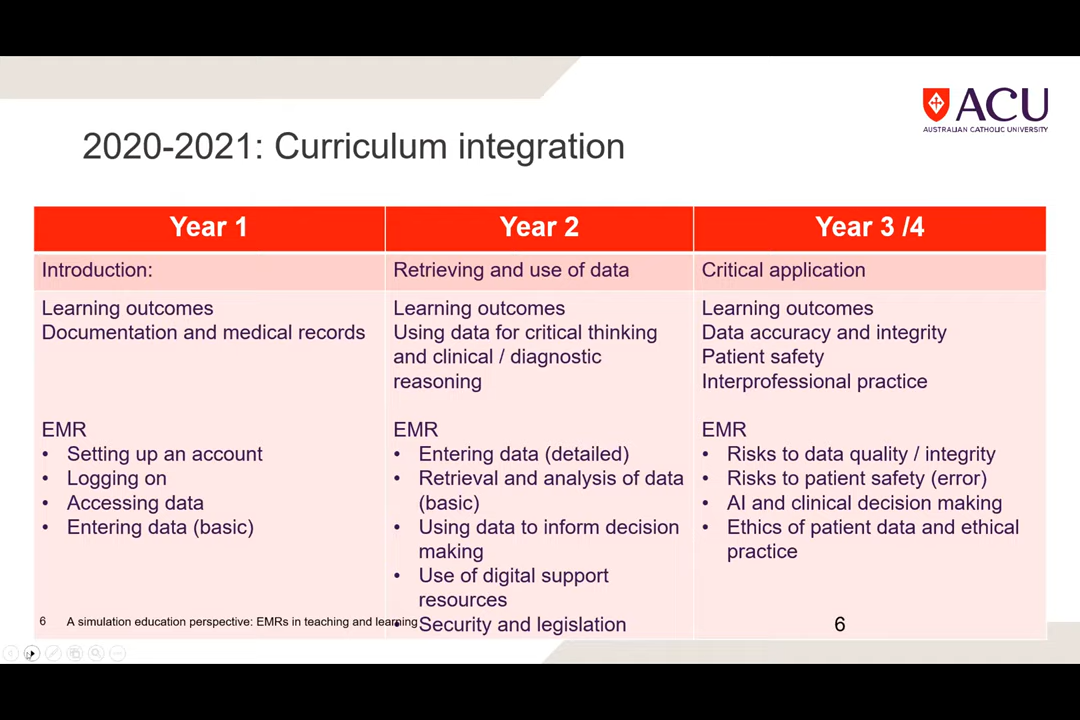 ACU
AUSTRALIAN CATHOLIC UNIVERSITY
2020-2021: Curriculum integration
Year 1
Year 2
Year 3 /4
Introduction:
Retrieving and use of data
Critical application
Learning outcomes
Documentation and medical records
EMR
• Setting up an account
• Logging on
• Accessing data
• Entering data (basic)
Learning outcomes
Using data for critical thinking
and clinical / diagnostic
reasoning
EMR
• Entering data (detailed)
• Retrieval and analysis of data
(basic)
• Using data to inform decision
making
• Use of digital support
resources
• Security and legislation
Learning outcomes
Data accuracy and integrity
Patient safety
Interprofessional practice
EMR
• Risks to data quality / integrity
• Risks to patient safety (error)
• AI and clinical decision making
• Ethics of patient data and ethical
practice
6 A simulation education perspective: EMRs in teaching and learning
6